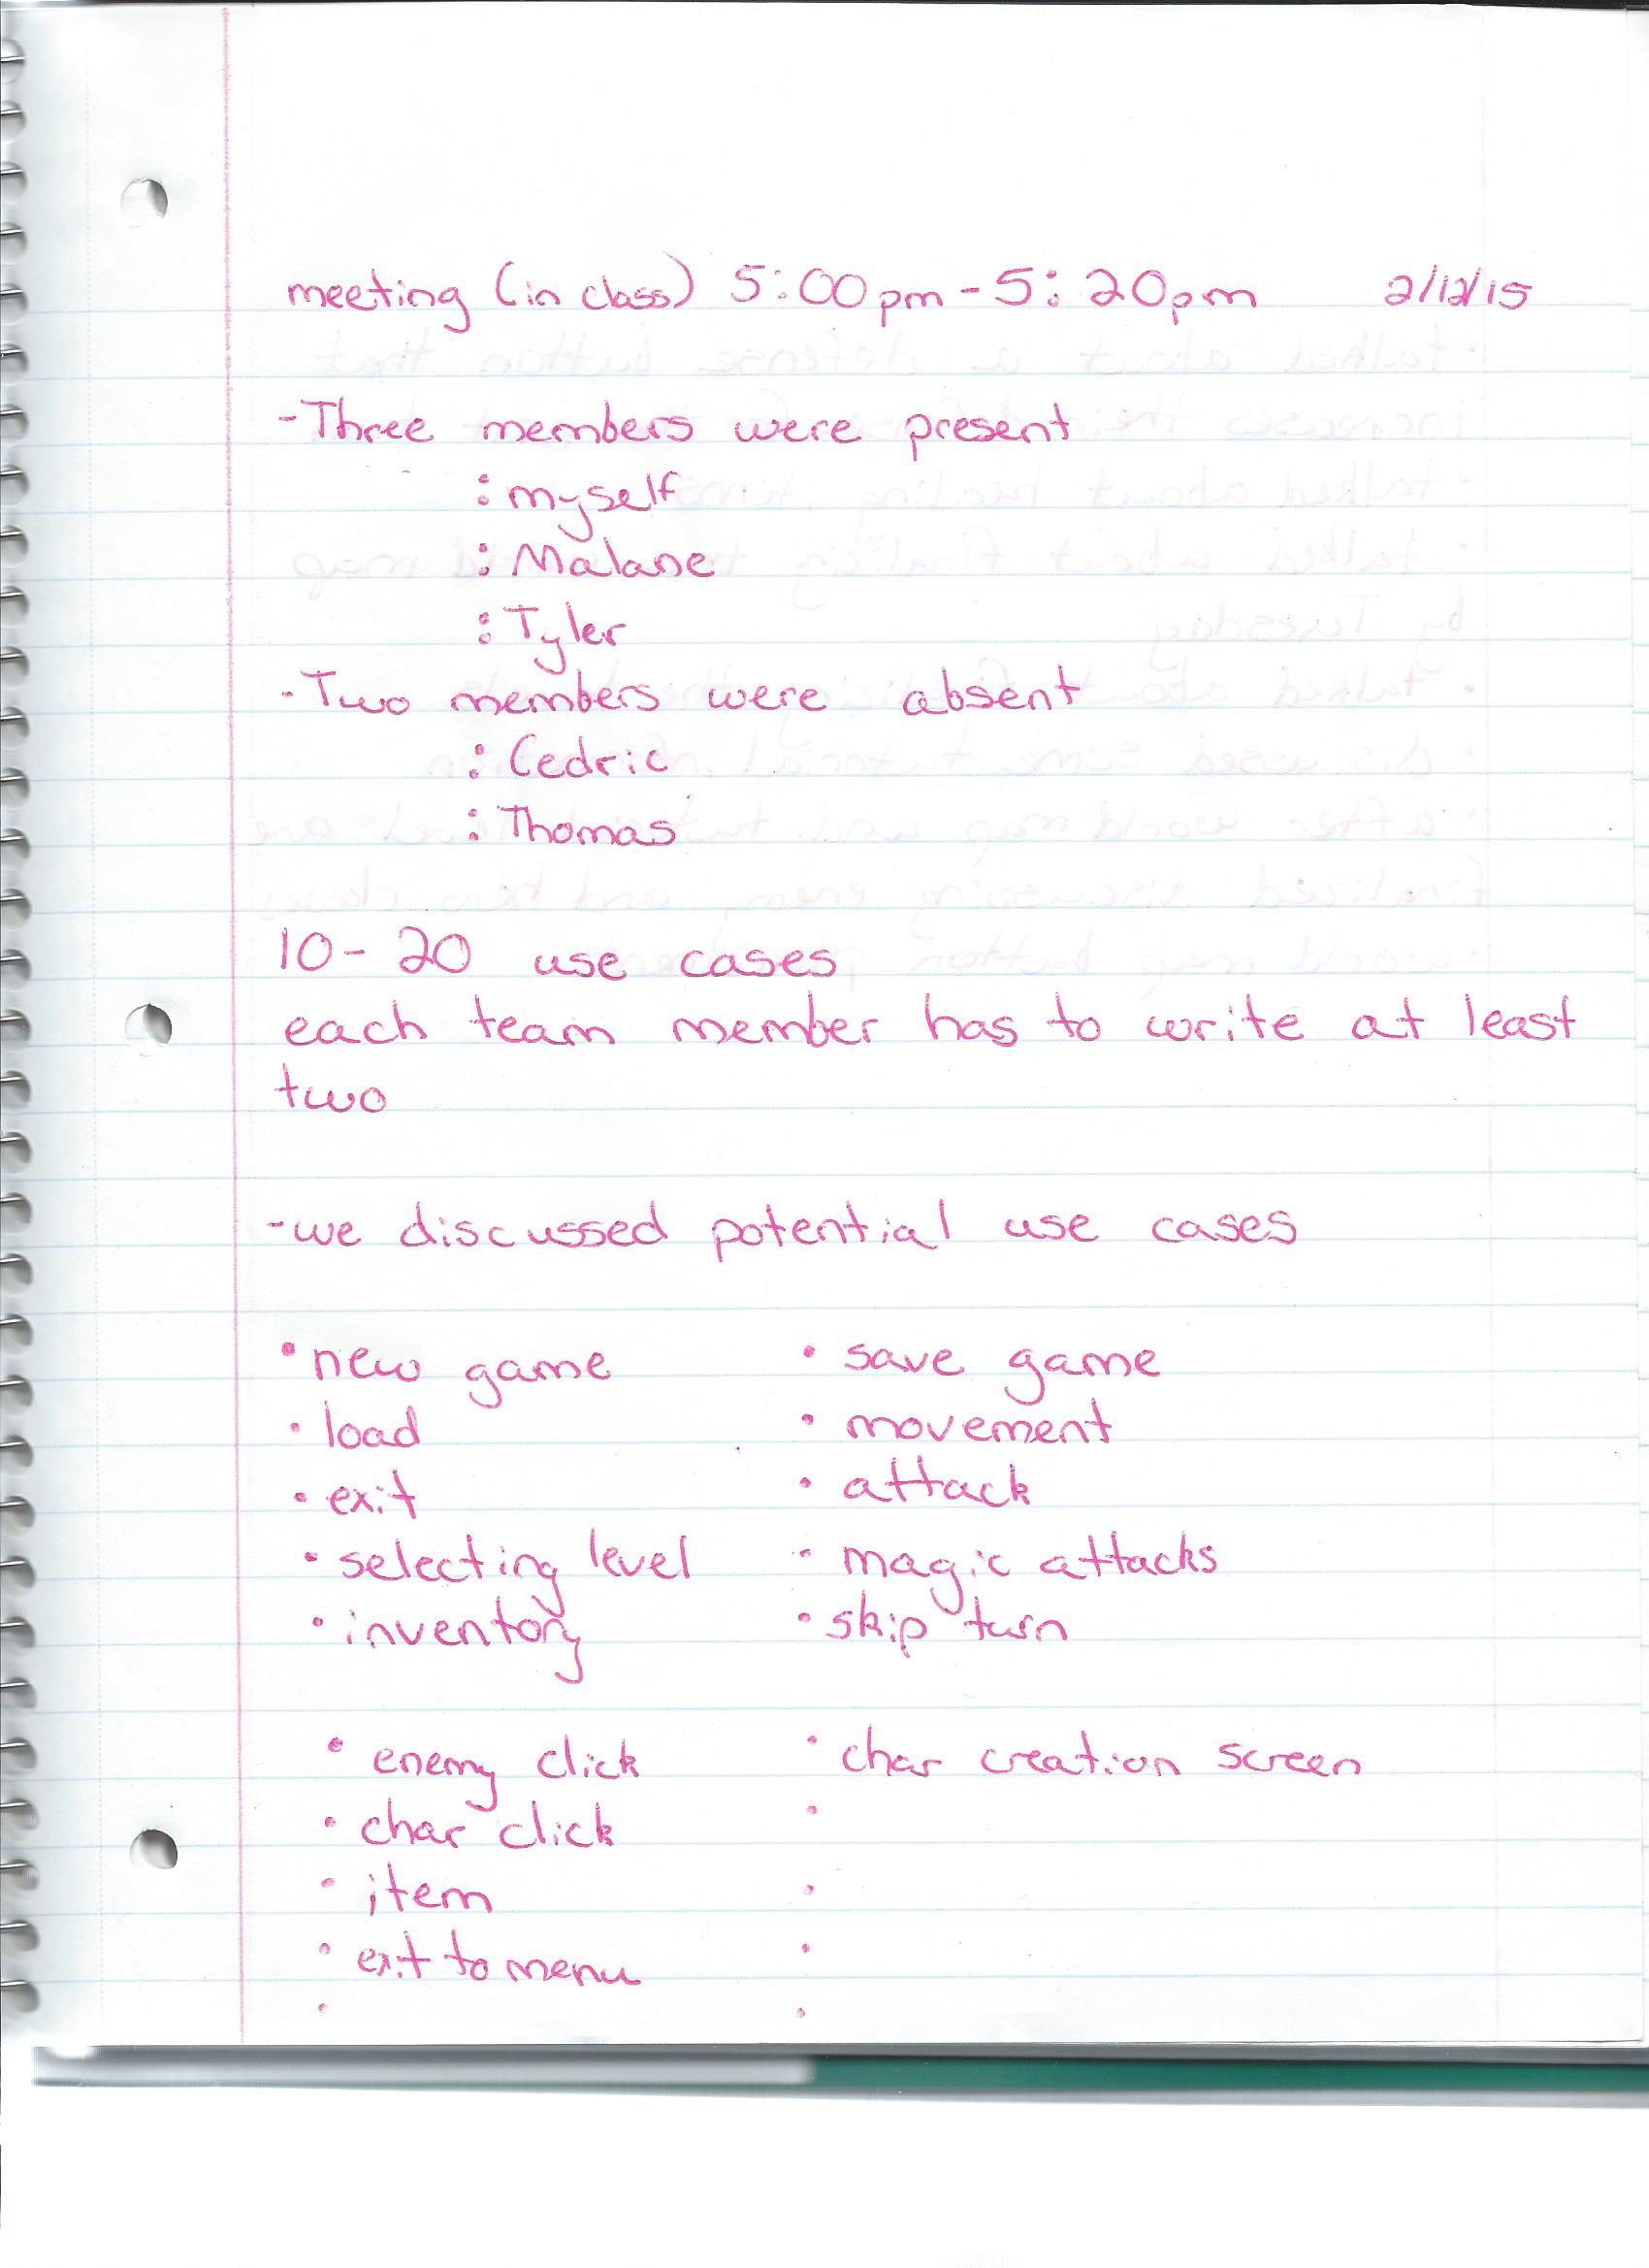 meeting (in class) 5:00pm - 5:20pm 2/12/15
- Three members were present
: myself
: Malane
: Tyler
- Two members were absent
: Cedric
: Thomas
10-20 use cases
each team member has to write at least
two
- we discussed potential use cases
• new game • save game
• load • movement
• exit • attack
• selecting level • magic attacks
• inventory • skip turn
• enemy click • char creation screen
• char click •
• item •
• exit to menu •
• •